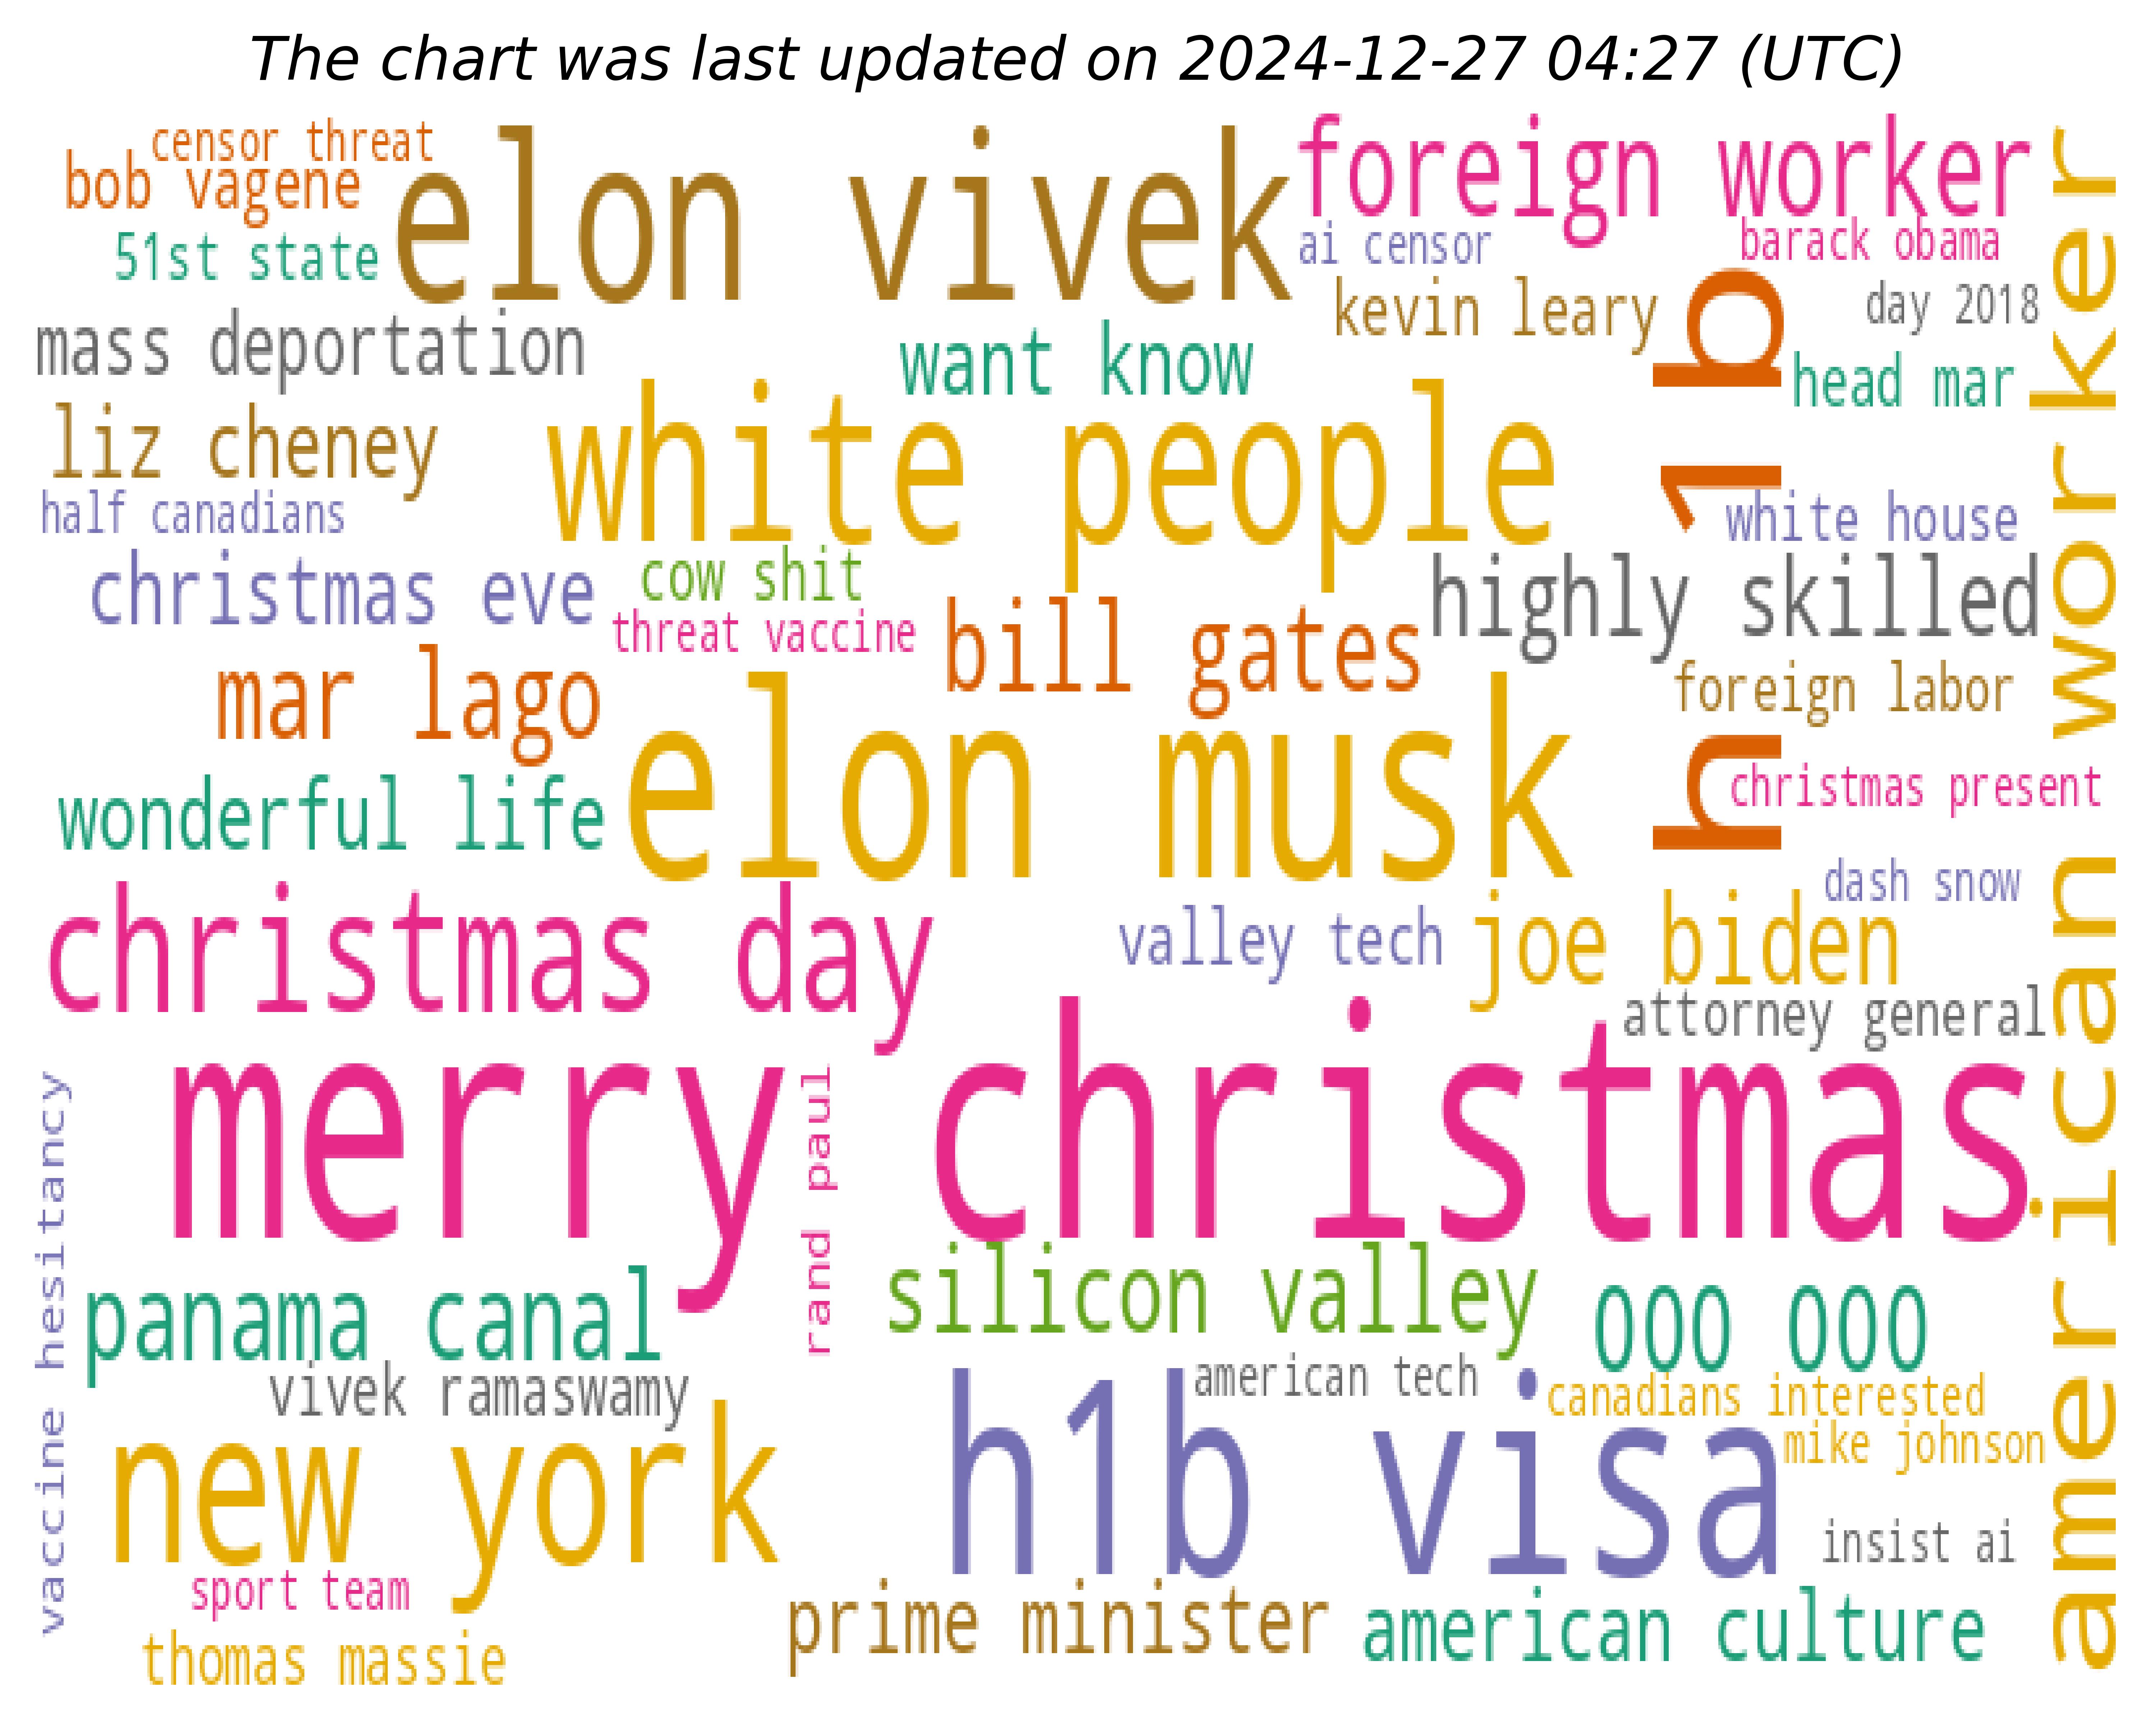 The chart was last updated on 2024-12-27 04:27 (UTC)
censor threat
bob vagene
51st state
elon vivek
foreign worker
ai censor
barack obama
kevin leary
day 2018
mass deportation
want know
head mar
liz cheney
white people
h 1 b
half canadians
white house
christmas eve
cow shit
highly skilled
threat vaccine
bill gates
mar lago
foreign labor
elon musk
wonderful life
christmas present
christmas day
dash snow
valley tech
joe biden
attorney general
merry christmas
rand paul
vaccine hesitancy
american worker
panama canal
silicon valley
000 000
vivek ramaswamy
american tech
canadians interested
new york
h1b visa
mike johnson
insist ai
sport team
prime minister
american culture
thomas massie